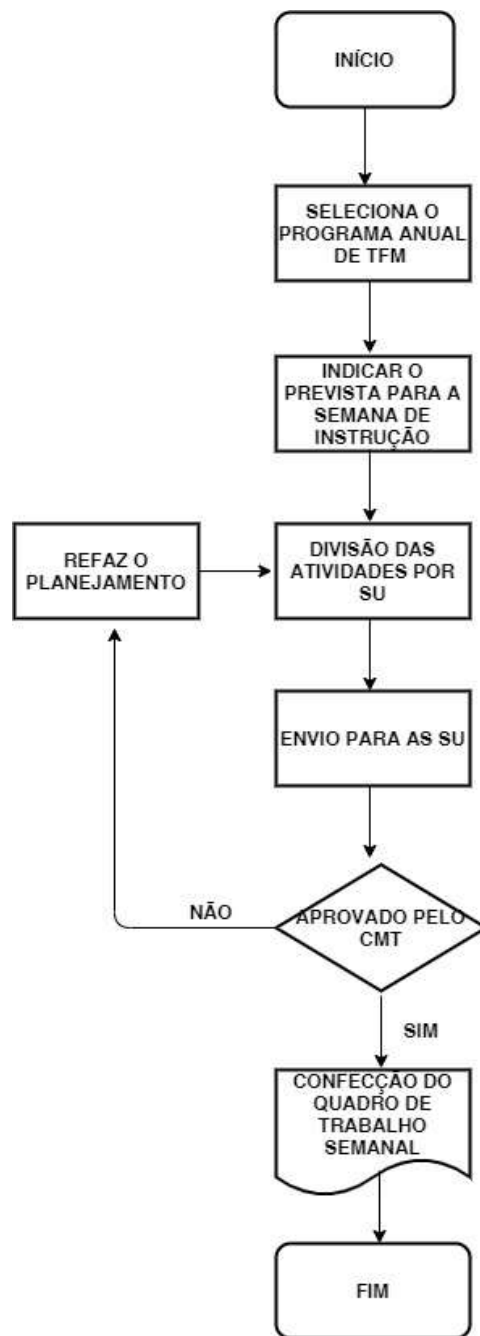 INÍCIO
SELECIONA O
PROGRAMA ANUAL
DE TFM
INDICAR O
PREVISTA PARA A
SEMANA DE
INSTRUÇÃO
REFAZ O
PLANEJAMENTO
DIVISÃO DAS
ATIVIDADES POR
SU
ENVIO PARA AS SU
NÃO
APROVADO PELO
CMT
SIM
CONFECÇÃO DO
QUADRO DE
TRABALHO
SEMANAL
FIM